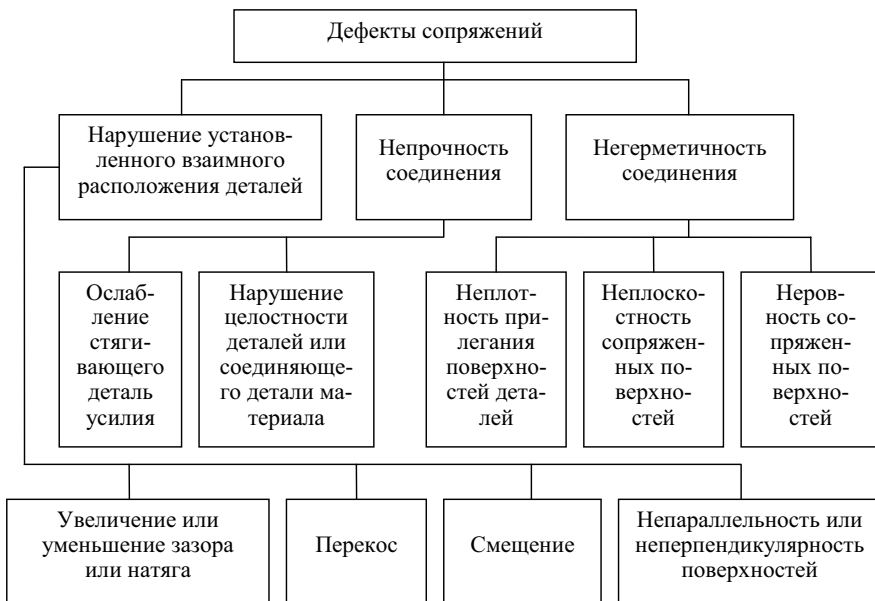 Дефекты сопряжений
Нарушение установ-
ленного взаимного
расположения деталей
Непрочность
соединения
Негерметичность
соединения
Ослаб-
ление
стяги-
вающего
деталь
усилия
Нарушение
целостности
деталей или
соединяюще-
го детали ма-
териала
Неплот-
ность при-
легания
поверхно-
стей дета-
лей
Неплоско-
стность
сопряжен-
ных по-
верхно-
стей
Неров-
ность со-
пряжен-
ных по-
верхно-
стей
Увеличение или
уменьшение зазора
или натяга
Перекос
Смещение
Непараллельность или
неперпендикулярность
поверхностей